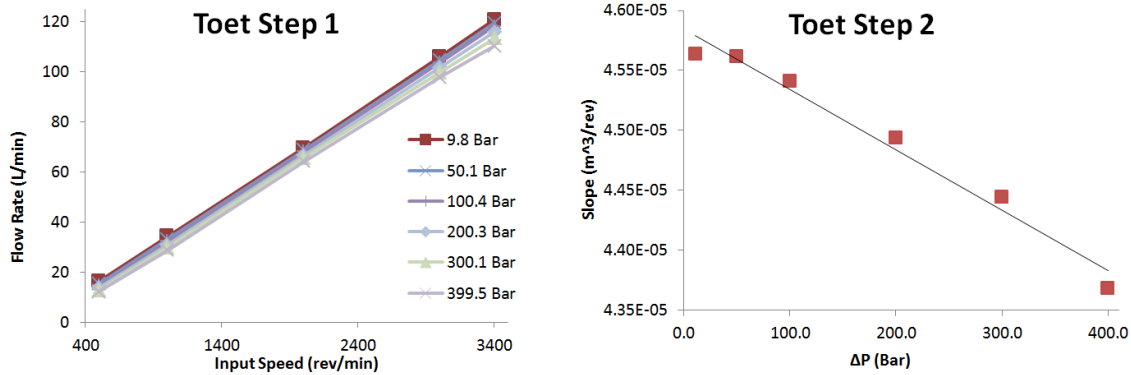 Toet Step 1
Flow Rate (L/min)
120
100
80
60
40
20
0
9.8 Bar
50.1 Bar
100.4 Bar
200.3 Bar
300.1 Bar
399.5 Bar
400
1400
2400
3400
Input Speed (rev/min)
Toet Step 2
Slope (m^3/rev)
4.60E-05
4.55E-05
4.50E-05
4.45E-05
4.40E-05
4.35E-05
0.0
100.0
200.0
300.0
400.0
ΔP (Bar)